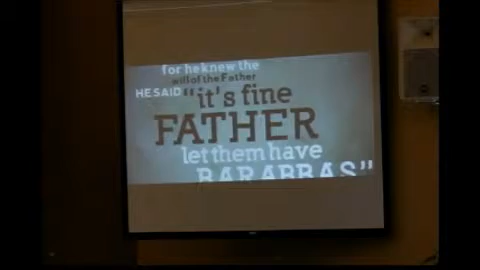 for he knew the
will of the Father
HE SAID "it's fine
FATHER
let them have
BARABBAS"